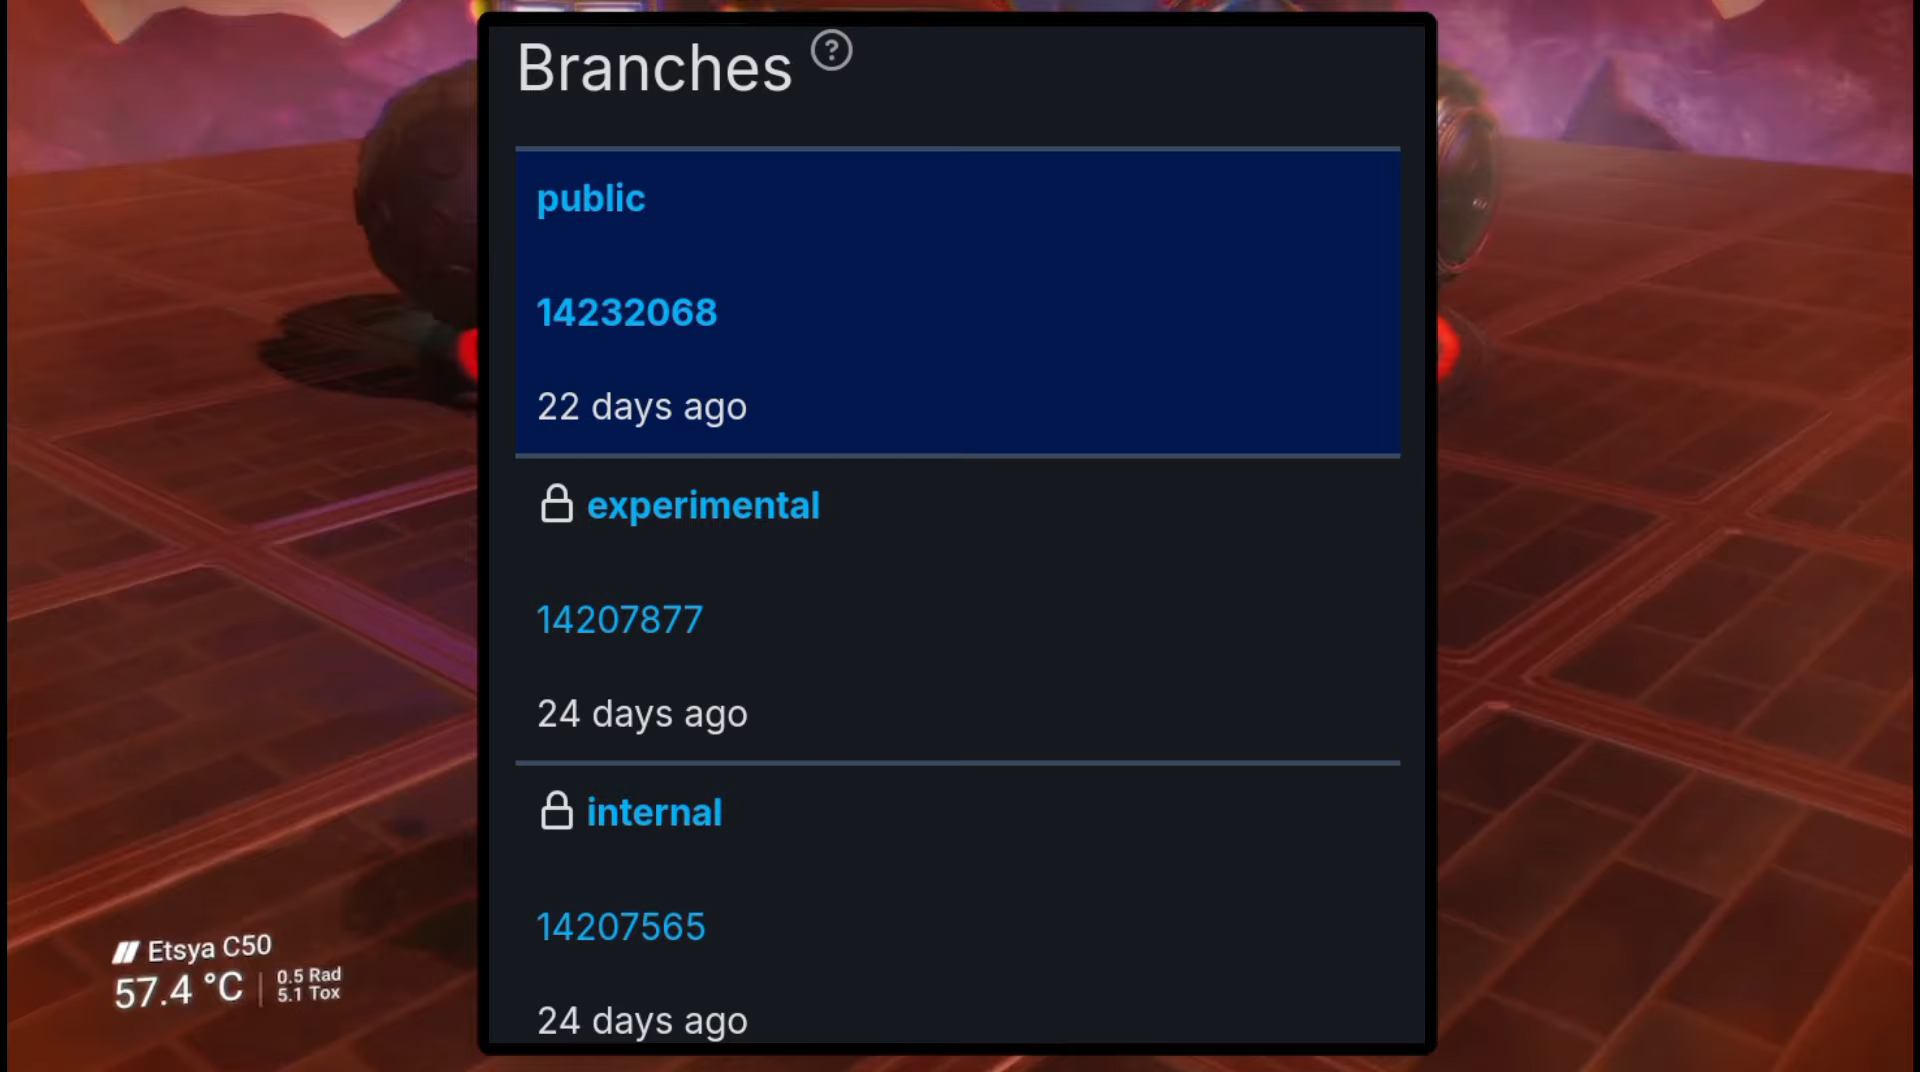 Branches ?
public
14232068
22 days ago
experimental
14207877
24 days ago
internal
14207565
24 days ago
Etsya C50
57.4 °C
0.5 Rad
5.1 Tox